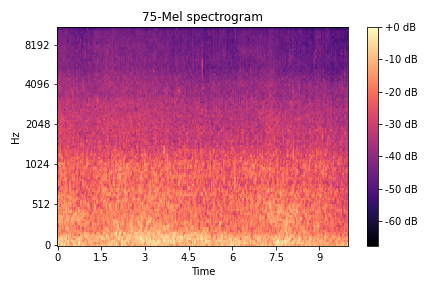 75-Mel spectrogram
+0 dB
8192
-10 dB
4096
-20 dB
Hz
2048
-30 dB
1024
-40 dB
512
-50 dB
-60 dB
0
0 1.5 3 4.5 6 7.5 9
Time